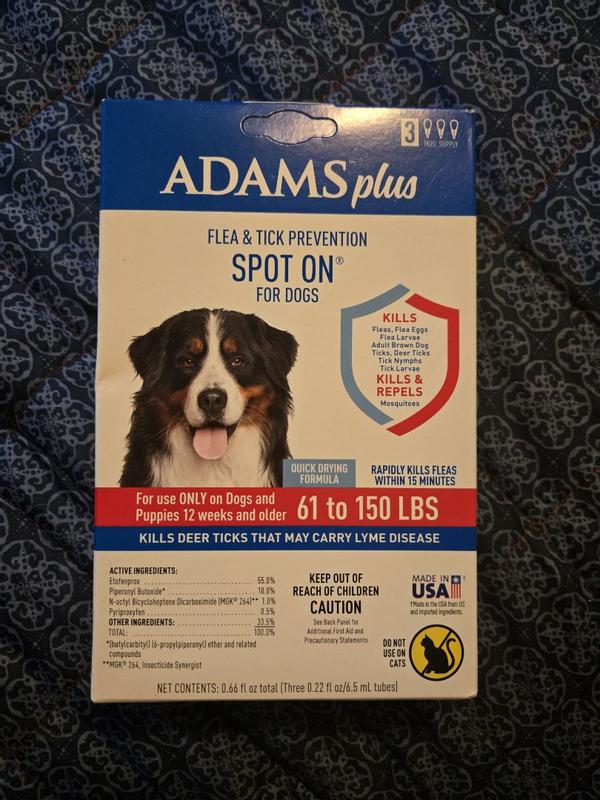 3
MOS. SUPPLY
ADAMS™ plus
FLEA & TICK PREVENTION
SPOT ON®
FOR DOGS
KILLS
Fleas, Flea Eggs
Flea Larvae
Adult Brown Dog
Ticks, Deer Ticks
Tick Nymphs
Tick Larvae
KILLS &
REPELS
Mosquitoes
QUICK DRYING
FORMULA
RAPIDLY KILLS FLEAS
WITHIN 15 MINUTES
For use ONLY on Dogs and
Puppies 12 weeks and older
61 to 150 LBS
KILLS DEER TICKS THAT MAY CARRY LYME DISEASE
ACTIVE INGREDIENTS:
Etofenprox 55.0%
Piperonyl Butoxide* 10.0%
N-octyl Bicycloheptene Dicarboximide (MGK® 264)** 1.0%
Pyriproxyfen 0.5%
OTHER INGREDIENTS: 33.5%
TOTAL: 100.0%
*(butylcarbityl) (6-propylpiperonyl) ether and related
compounds
**MGK® 264, Insecticide Synergist
KEEP OUT OF
REACH OF CHILDREN
CAUTION
See Back Panel for
Additional First Aid and
Precautionary Statements
MADE IN
USA†
†Made in the USA from US
and imported ingredients.
DO NOT
USE ON
CATS
NET CONTENTS: 0.66 fl oz total (Three 0.22 fl oz/6.5 mL tubes)